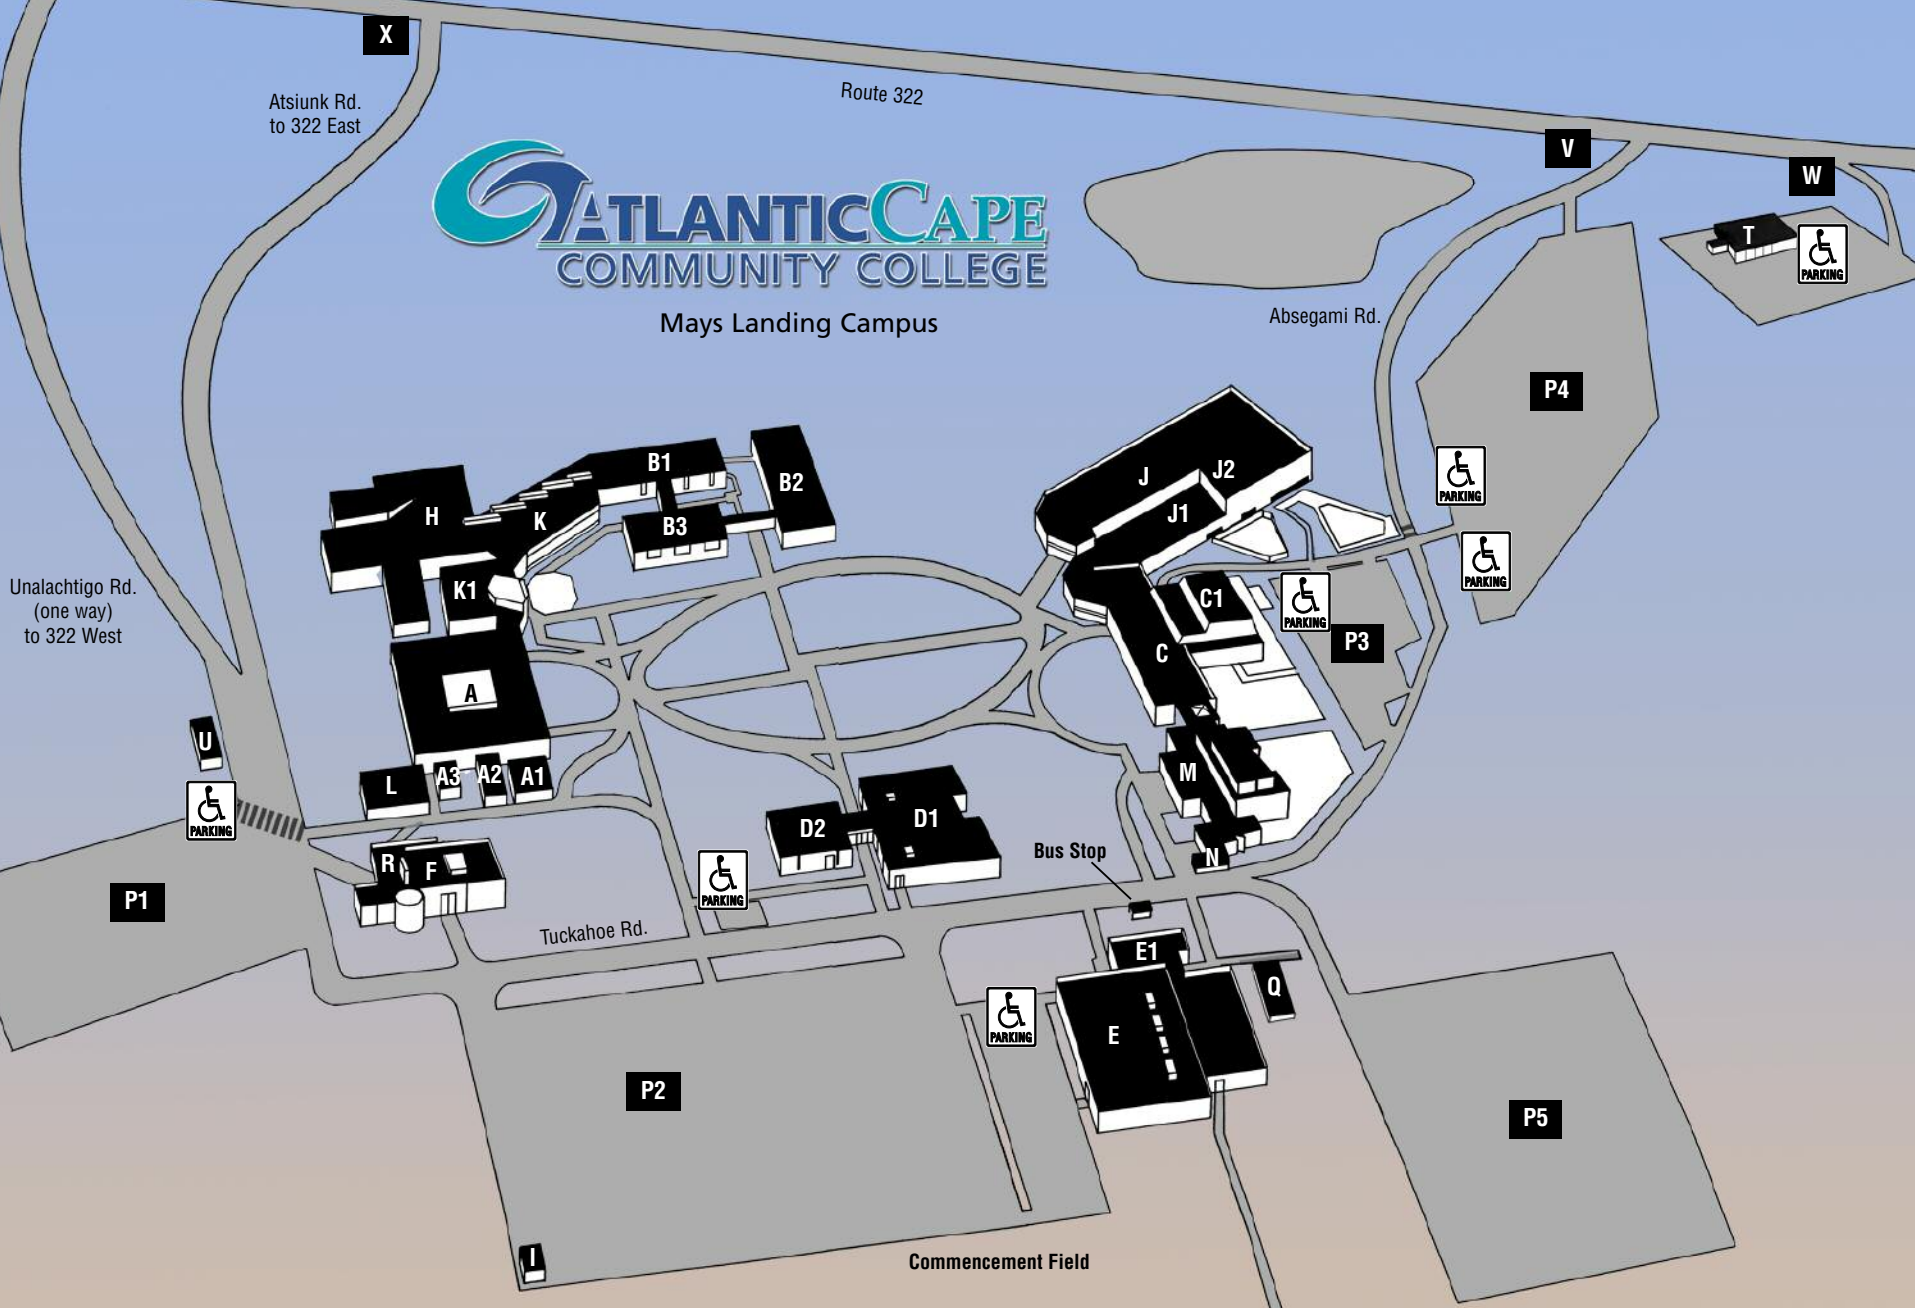 X
Atsiunk Rd.
to 322 East
Route 322
V
W
T
PARKING
ATLANTICCAPE
COMMUNITY COLLEGE
Mays Landing Campus
Absegami Rd.
P4
PARKING
PARKING
PARKING
P3
J
J2
J1
C1
C
B1
B2
B3
H
K
K1
Unalachtigo Rd.
(one way)
to 322 West
A
U
L
A3
A2
A1
PARKING
P1
R
F
D2
D1
M
N
Bus Stop
PARKING
Tuckahoe Rd.
E1
Q
E
PARKING
P2
P5
I
Commencement Field